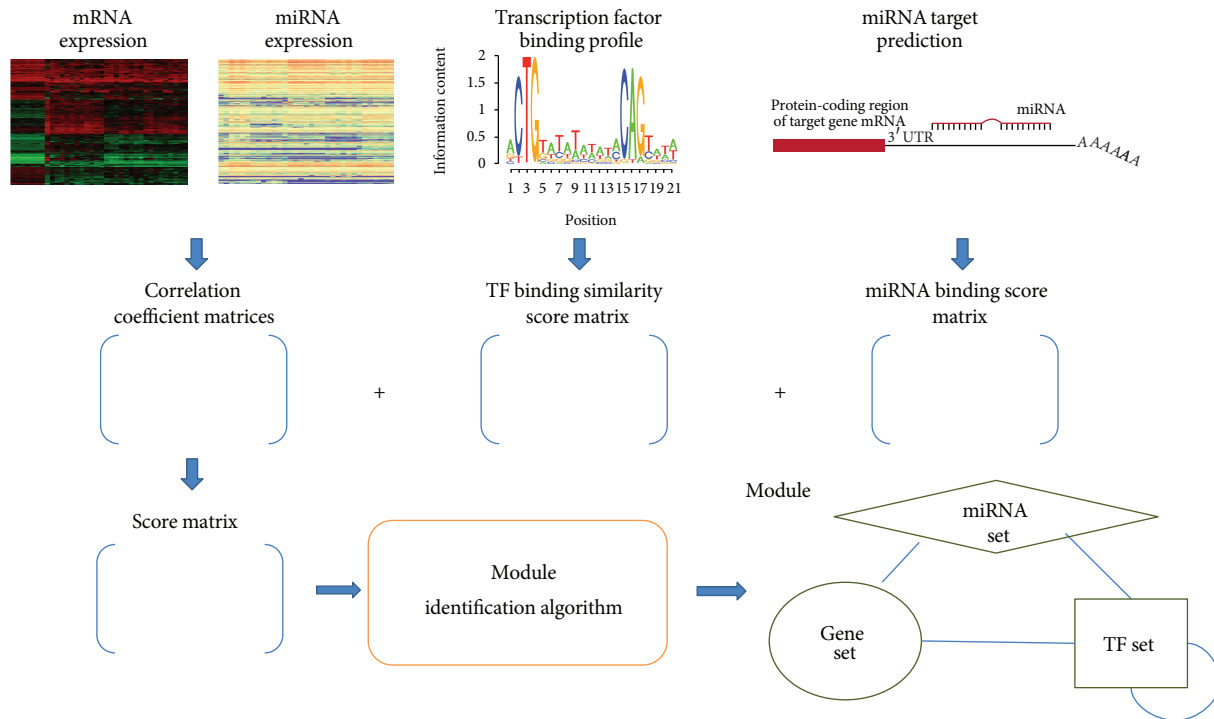 mRNA
expression
miRNA
expression
Transcription factor
binding profile
miRNA target
prediction
Information content
2
1.5
1
0.5
0
A C T G T A T A T A T A T A C A G T A T A
1 3 5 7 9 11 13 15 17 19 21
Position
Protein-coding region
of target gene mRNA
3′ UTR
miRNA
AAAAAA
Correlation
coefficient matrices
TF binding similarity
score matrix
miRNA binding score
matrix
+
+
Score matrix
Module
identification algorithm
Module
miRNA
set
Gene
set
TF set